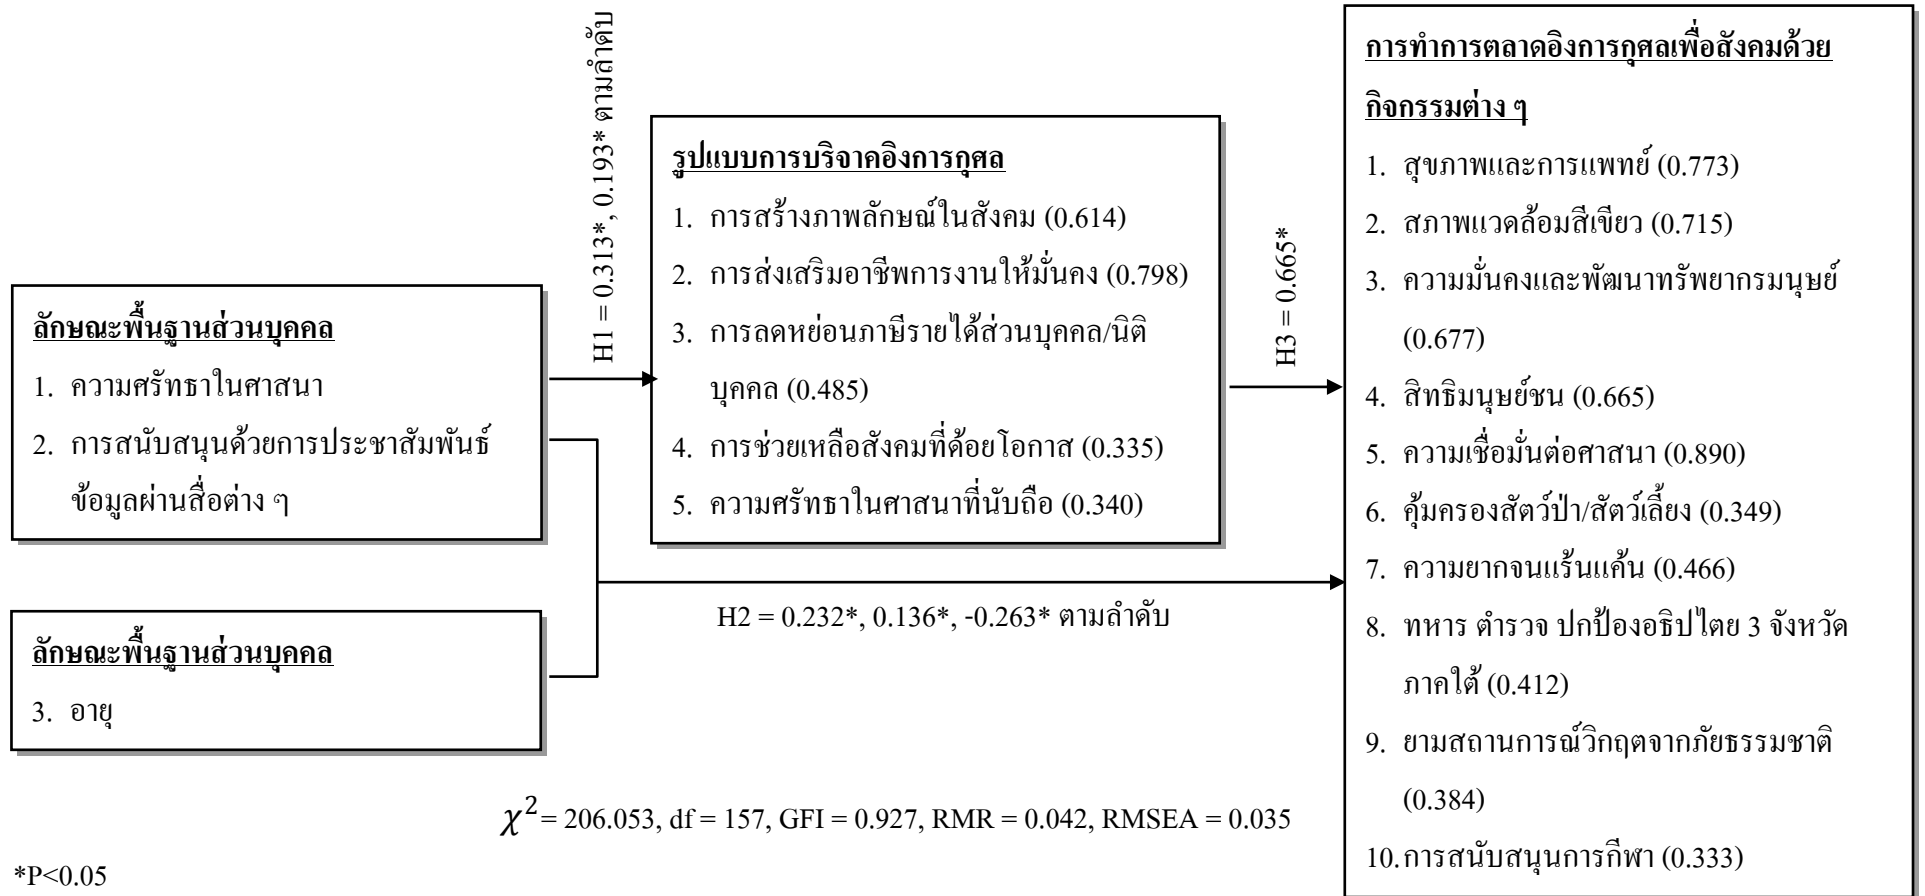 ลักษณะพื้นฐานส่วนบุคคล
1. ความศรัทธาในศาสนา
2. การสนับสนุนด้วยการประชาสัมพันธ์
ข้อมูลผ่านสื่อต่าง ๆ
ลักษณะพื้นฐานส่วนบุคคล
3. อายุ
H1 = 0.313*, 0.193* ตามลำดับ
รูปแบบการบริจาคอิงการกุศล
1. การสร้างภาพลักษณ์ในสังคม (0.614)
2. การส่งเสริมอาชีพการงานให้มั่นคง (0.798)
3. การลดหย่อนภาษีรายได้ส่วนบุคคล/นิติ
บุคคล (0.485)
4. การช่วยเหลือสังคมที่ด้อยโอกาส (0.335)
5. ความศรัทธาในศาสนาที่นับถือ (0.340)
H2 = 0.232*, 0.136*, -0.263* ตามลำดับ
H3 = 0.665*
การทำการตลาดอิงการกุศลเพื่อสังคมด้วย
กิจกรรมต่าง ๆ
1. สุขภาพและการแพทย์ (0.773)
2. สภาพแวดล้อมสีเขียว (0.715)
3. ความมั่นคงและพัฒนาทรัพยากรมนุษย์
(0.677)
4. สิทธิมนุษย์ชน (0.665)
5. ความเชื่อมั่นต่อศาสนา (0.890)
6. คุ้มครองสัตว์ป่า/สัตว์เลี้ยง (0.349)
7. ความยากจนแร้นแค้น (0.466)
8. ทหาร ตำรวจ ปกป้องอธิปไตย 3 จังหวัด
ภาคใต้ (0.412)
9. ยามสถานการณ์วิกฤตจากภัยธรรมชาติ
(0.384)
10. การสนับสนุนการกีฬา (0.333)
χ² = 206.053, df = 157, GFI = 0.927, RMR = 0.042, RMSEA = 0.035
*P<0.05